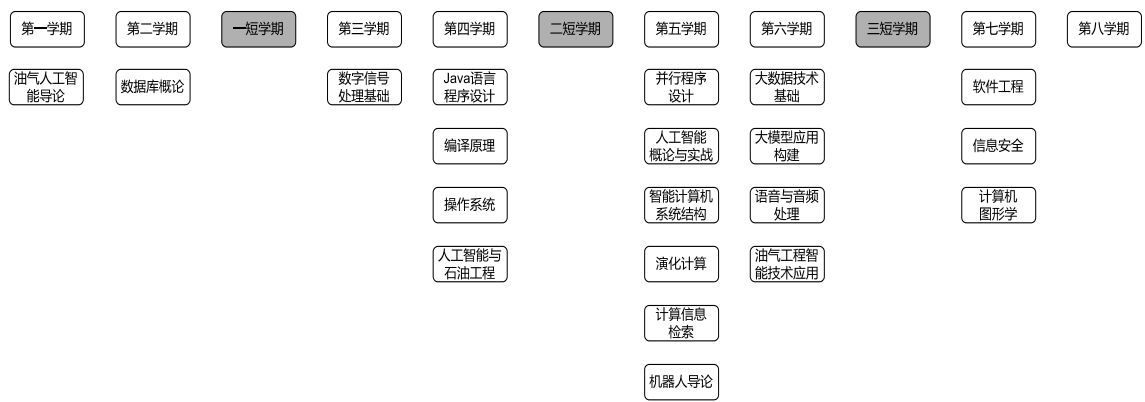 第一学期
第二学期
一短学期
第三学期
第四学期
二短学期
第五学期
第六学期
三短学期
第七学期
第八学期
油气人工智
能导论
数据库概论
数字信号
处理基础
Java语言
程序设计
并行程序
设计
大数据技术
基础
软件工程
编译原理
人工智能
概论与实战
大模型应用
构建
信息安全
操作系统
智能计算机
系统结构
语音与音频
处理
计算机
图形学
人工智能与
石油工程
演化计算
油气工程智
能技术应用
计算信息
检索
机器人导论